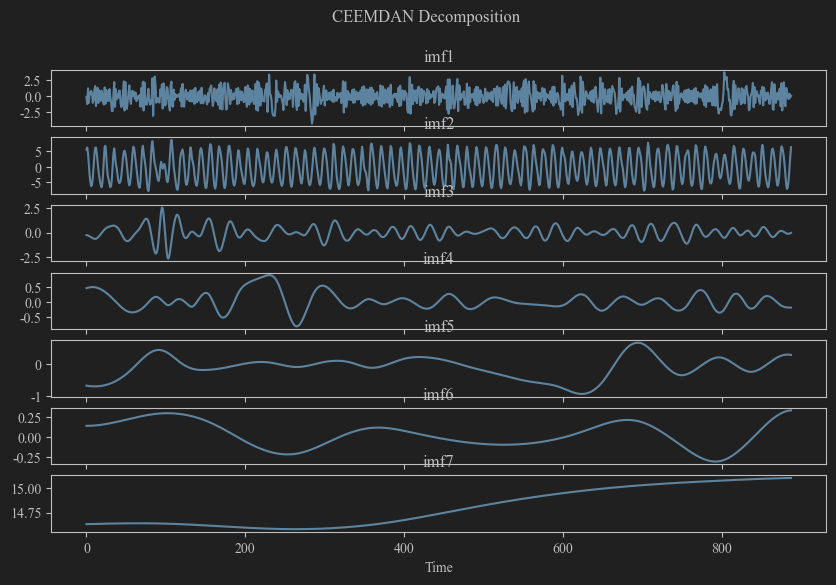 CEEMDAN Decomposition
imf1
2.5
0.0
-2.5
imf2
5
0
-5
imf3
2.5
0.0
-2.5
imf4
0.5
0.0
-0.5
imf5
0
-1
imf6
0.25
0.00
-0.25
imf7
15.00
14.75
0 200 400 600 800
Time